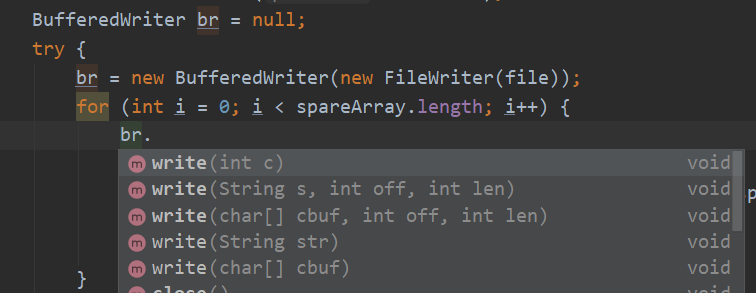 BufferedWriter br = null;
try {
br = new BufferedWriter(new FileWriter(file));
for (int i = 0; i < spareArray.length; i++) {
br.
m write(int c) void
m write(String s, int off, int len) void
m write(char[] cbuf, int off, int len) void
m write(String str) void
m write(char[] cbuf) void
}